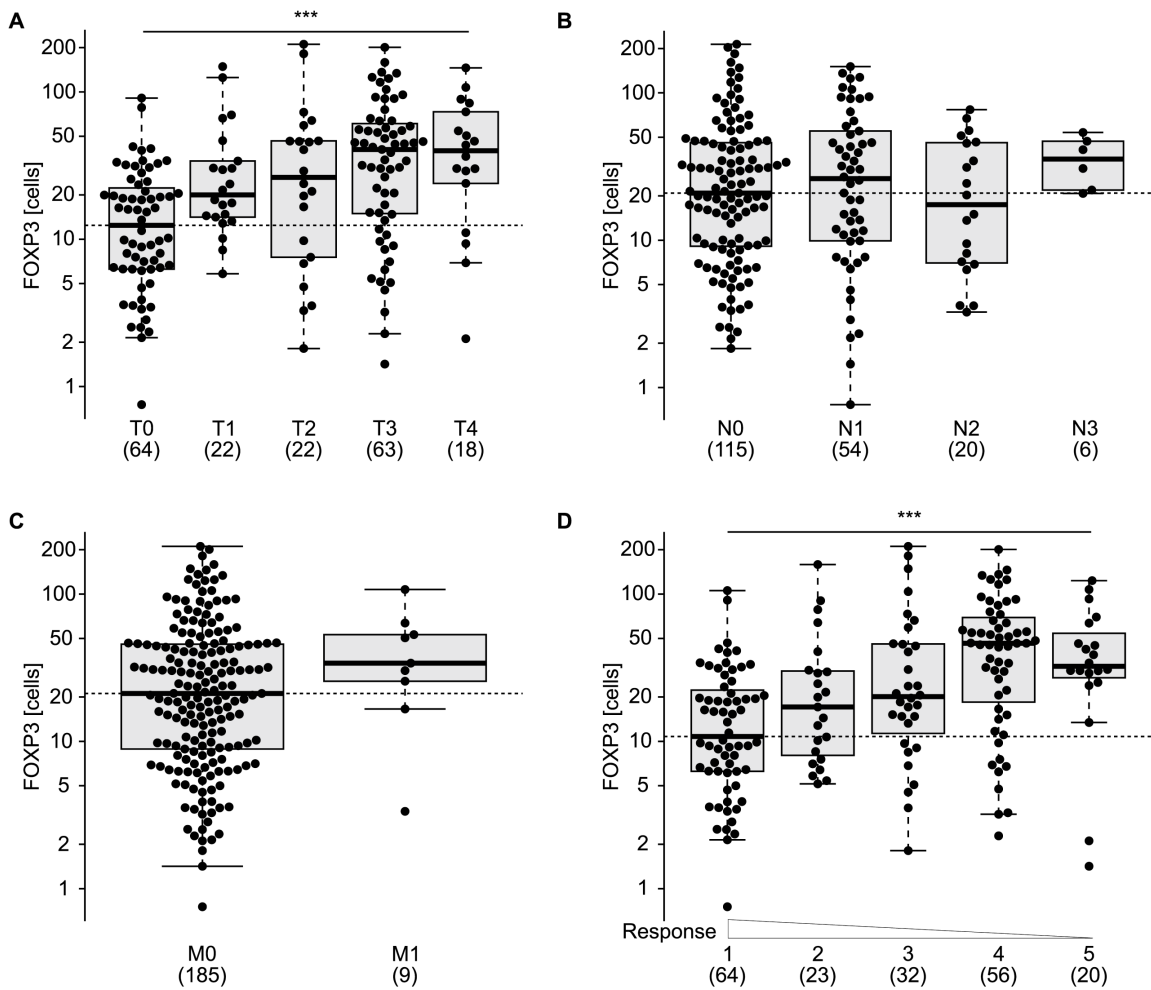 A
***
FOXP3 [cells]
200
100
50
20
10
5
2
1
T0 T1 T2 T3 T4
(64) (22) (22) (63) (18)
B
FOXP3 [cells]
200
100
50
20
10
5
2
1
N0 N1 N2 N3
(115) (54) (20) (6)
C
FOXP3 [cells]
200
100
50
20
10
5
2
1
M0 M1
(185) (9)
D
***
FOXP3 [cells]
200
100
50
20
10
5
2
1
Response
1 2 3 4 5
(64) (23) (32) (56) (20)